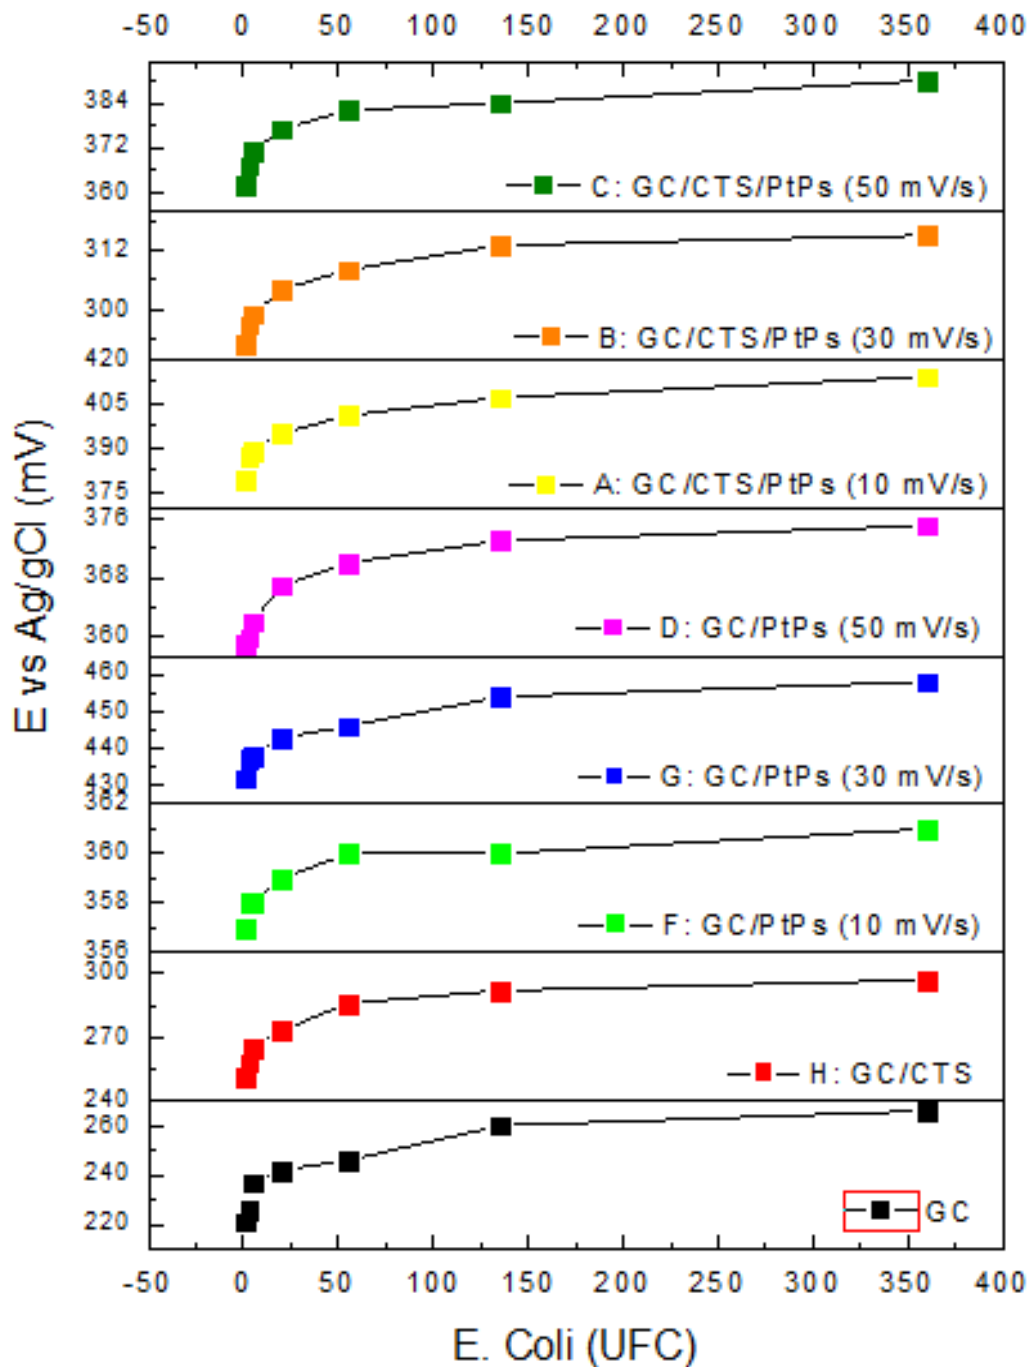 -50 0 50 100 150 200 250 300 350 400
384
372
360
C: GC/CTS/PtPs (50 mV/s)
312
300
B: GC/CTS/PtPs (30 mV/s)
420
405
390
375
A: GC/CTS/PtPs (10 mV/s)
376
368
360
D: GC/PtPs (50 mV/s)
460
450
440
430
G: GC/PtPs (30 mV/s)
362
360
358
356
F: GC/PtPs (10 mV/s)
300
270
240
H: GC/CTS
260
240
220
GC
-50 0 50 100 150 200 250 300 350 400
E. Coli (UFC)
E vs Ag/gCl (mV)